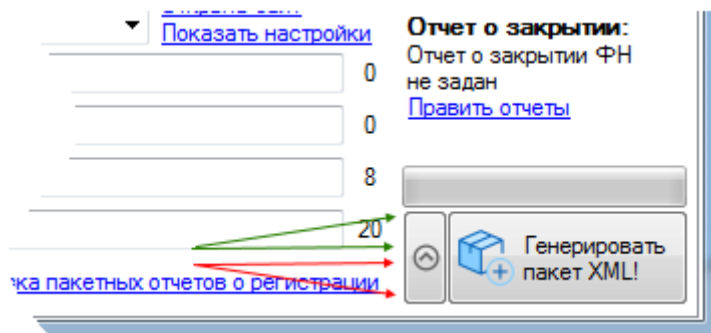 Показать настройки
0
0
8
20
пакетных отчетов о регистрации
Отчет о закрытии:
Отчет о закрытии ФН
не задан
Править отчеты
Генерировать
пакет XML!